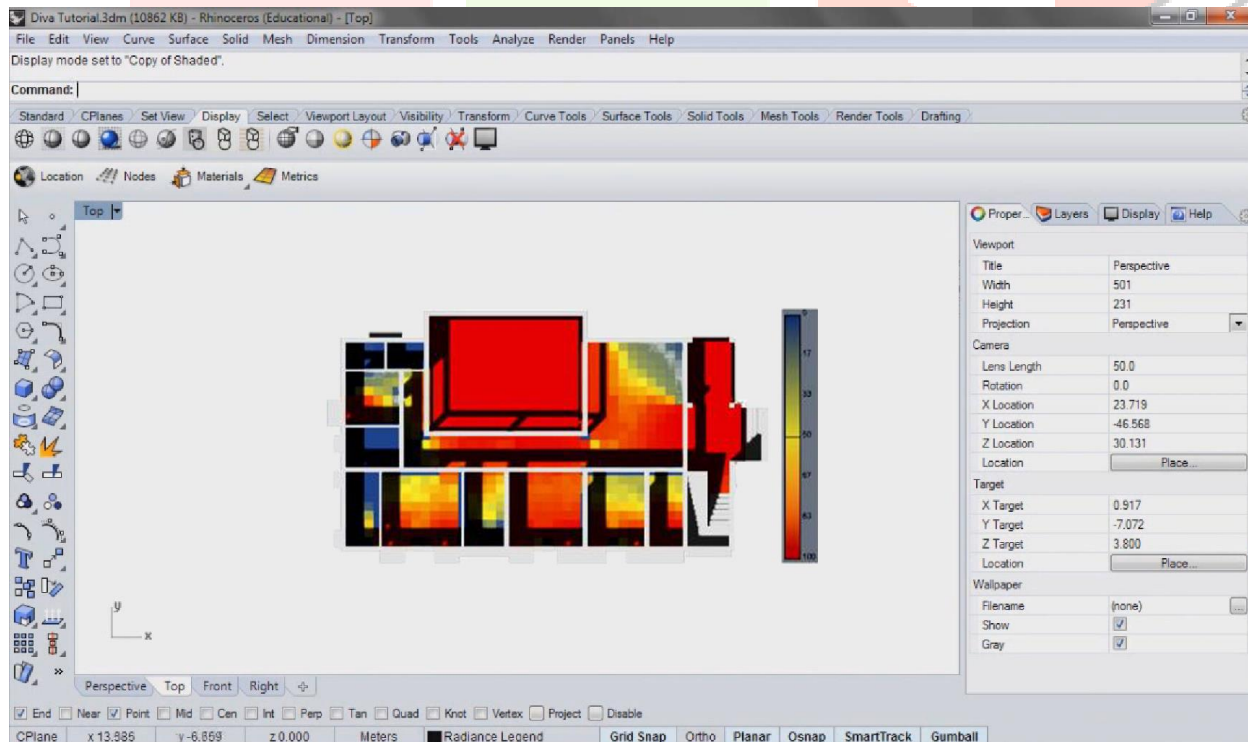 Diva Tutorial.3dm (10862 KB) - Rhinoceros (Educational) - [Top]
File Edit View Curve Surface Solid Mesh Dimension Transform Tools Analyze Render Panels Help
Display mode set to "Copy of Shaded".
Command:
Standard CPlanes Set View Display Select Viewport Layout Visibility Transform Curve Tools Surface Tools Solid Tools Mesh Tools Render Tools Drafting
Location Nodes Materials Metrics
Top
Proper... Layers Display Help
Viewport
Title Perspective
Width 501
Height 231
Projection Perspective
Camera
Lens Length 50.0
Rotation 0.0
X Location 23.719
Y Location -46.568
Z Location 30.131
Location Place...
Target
X Target 0.917
Y Target -7.072
Z Target 3.800
Location Place...
Wallpaper
Filename (none) ...
Show
Gray
0
17
33
50
67
83
100
y
x
Perspective Top Front Right
End Near Point Mid Cen Int Perp Tan Quad Knot Vertex Project Disable
CPlane x 13.985 y -6.659 z 0.000 Meters Radiance Legend Grid Snap Ortho Planar Osnap SmartTrack Gumball